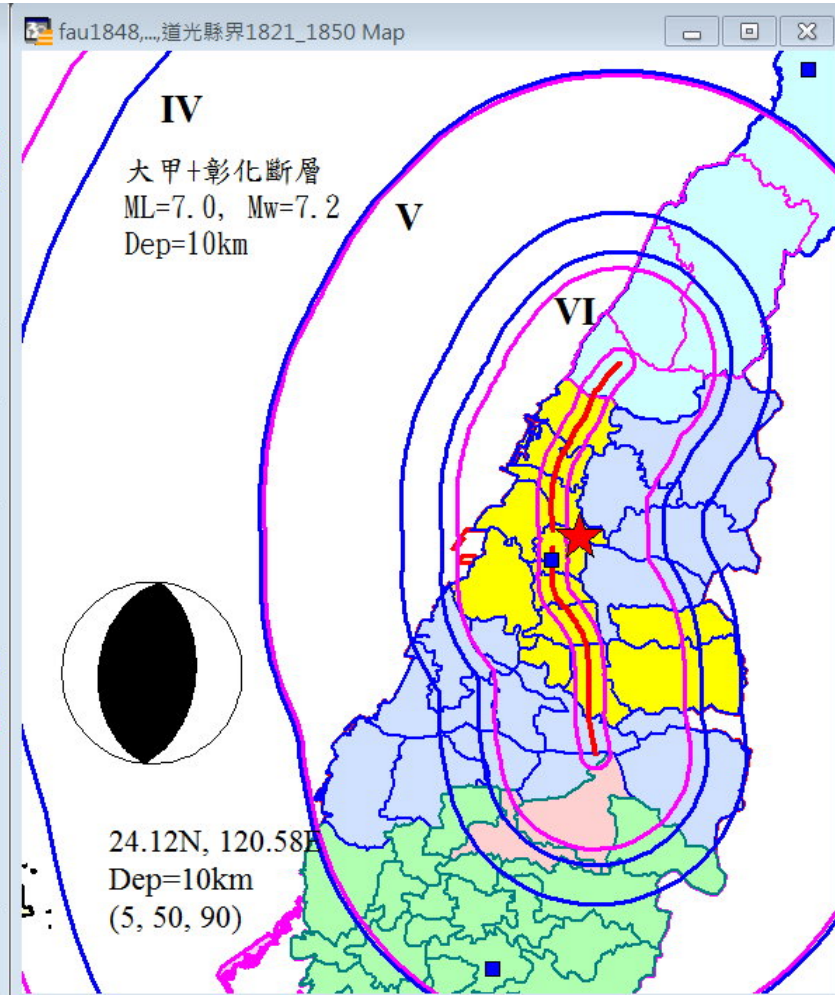 fau1848,...,道光縣界1821_1850 Map
IV
大甲+彰化斷層
ML=7.0, Mw=7.2
Dep=10km
V
VI
24.12N, 120.58E
Dep=10km
(5, 50, 90)